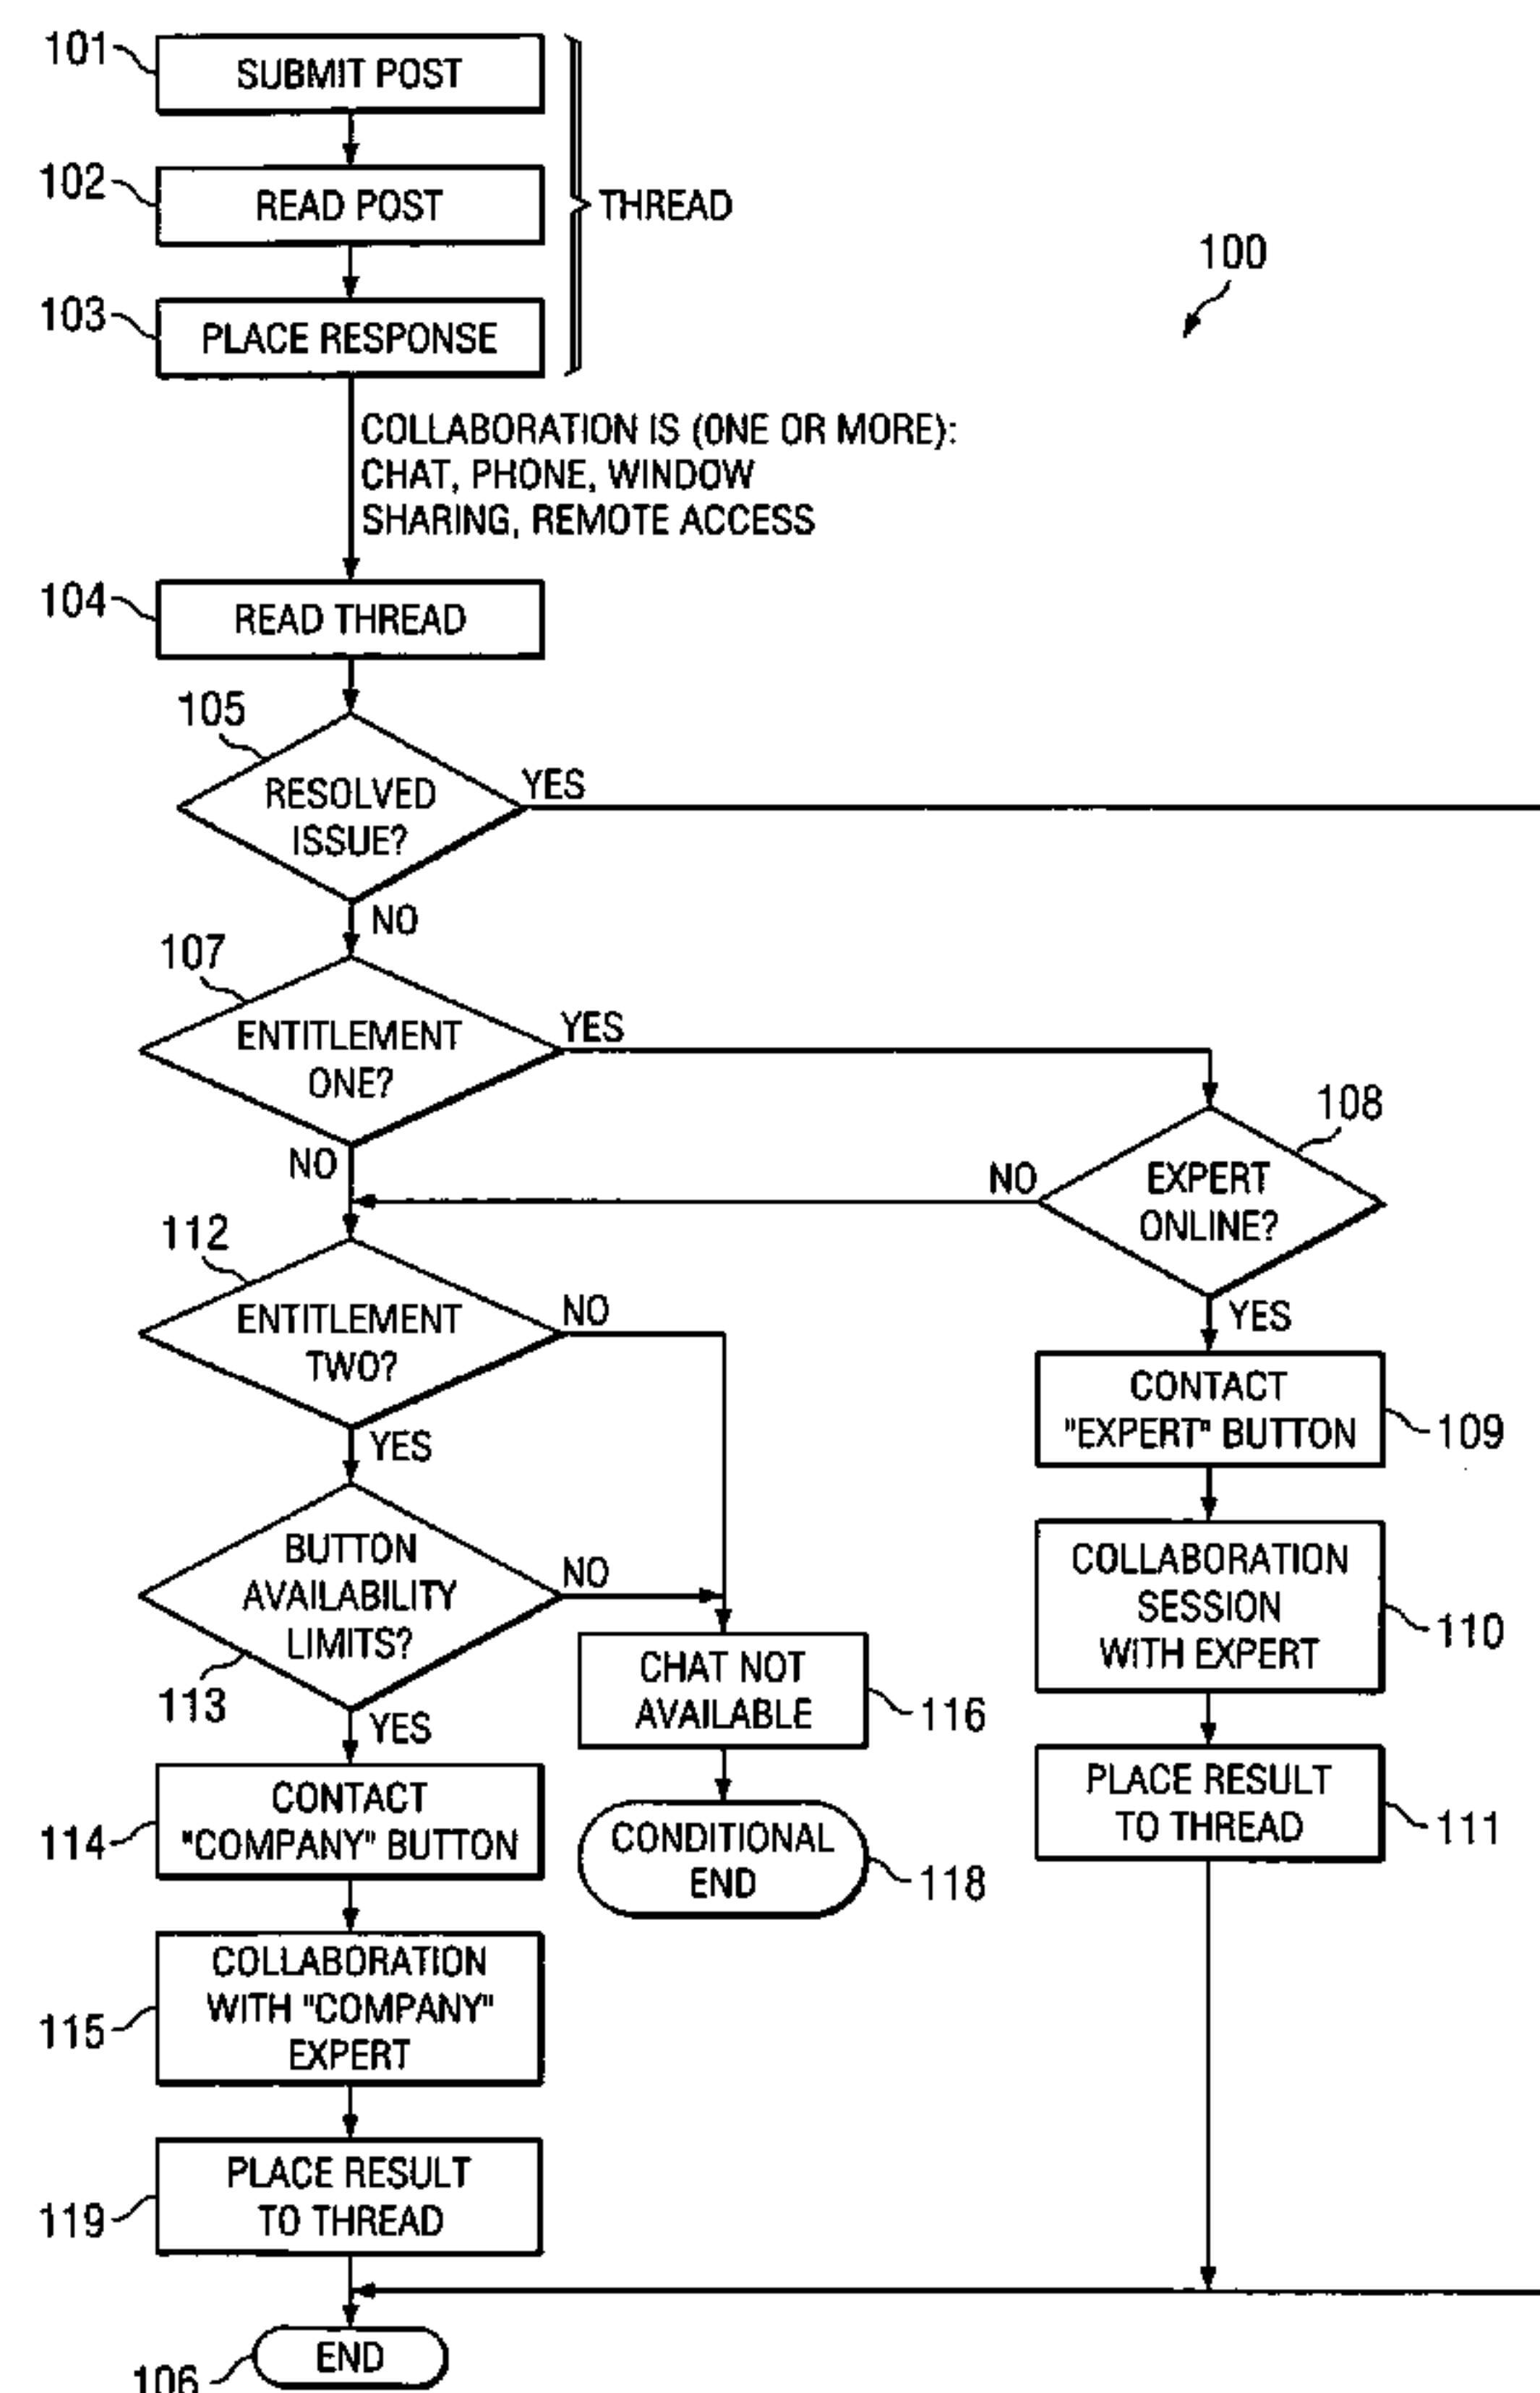 101
SUBMIT POST
102
READ POST
THREAD
103
PLACE RESPONSE
100
COLLABORATION IS (ONE OR MORE):
CHAT, PHONE, WINDOW
SHARING, REMOTE ACCESS
104
READ THREAD
105
RESOLVED
ISSUE?
YES
NO
107
ENTITLEMENT
ONE?
YES
NO
108
EXPERT
ONLINE?
NO
YES
112
ENTITLEMENT
TWO?
NO
YES
CONTACT
"EXPERT" BUTTON
109
BUTTON
AVAILABILITY
LIMITS?
113
NO
YES
COLLABORATION
SESSION
WITH EXPERT
110
CHAT NOT
AVAILABLE
116
PLACE RESULT
TO THREAD
111
CONTACT
"COMPANY" BUTTON
114
CONDITIONAL
END
118
COLLABORATION
WITH "COMPANY"
EXPERT
115
PLACE RESULT
TO THREAD
119
END
106